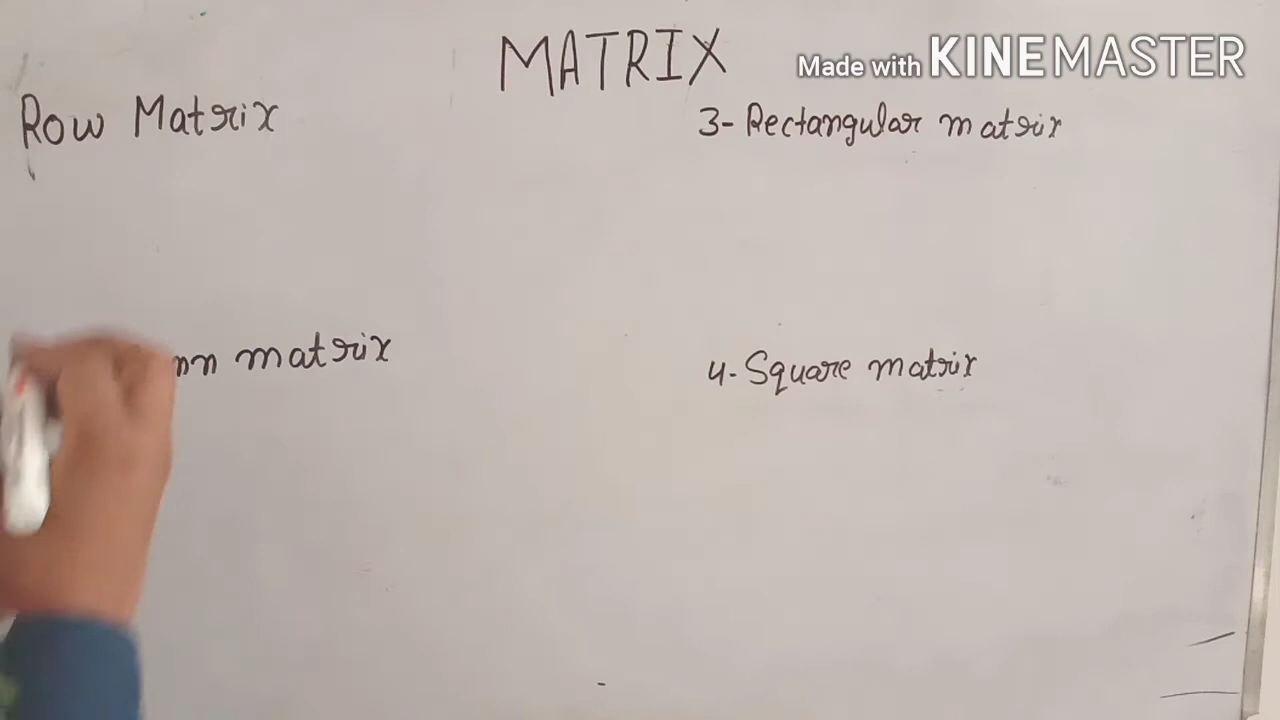 MATRIX
Made with KINEMASTER
Row Matrix
3- Rectangular matrix
matrix
4- Square matrix